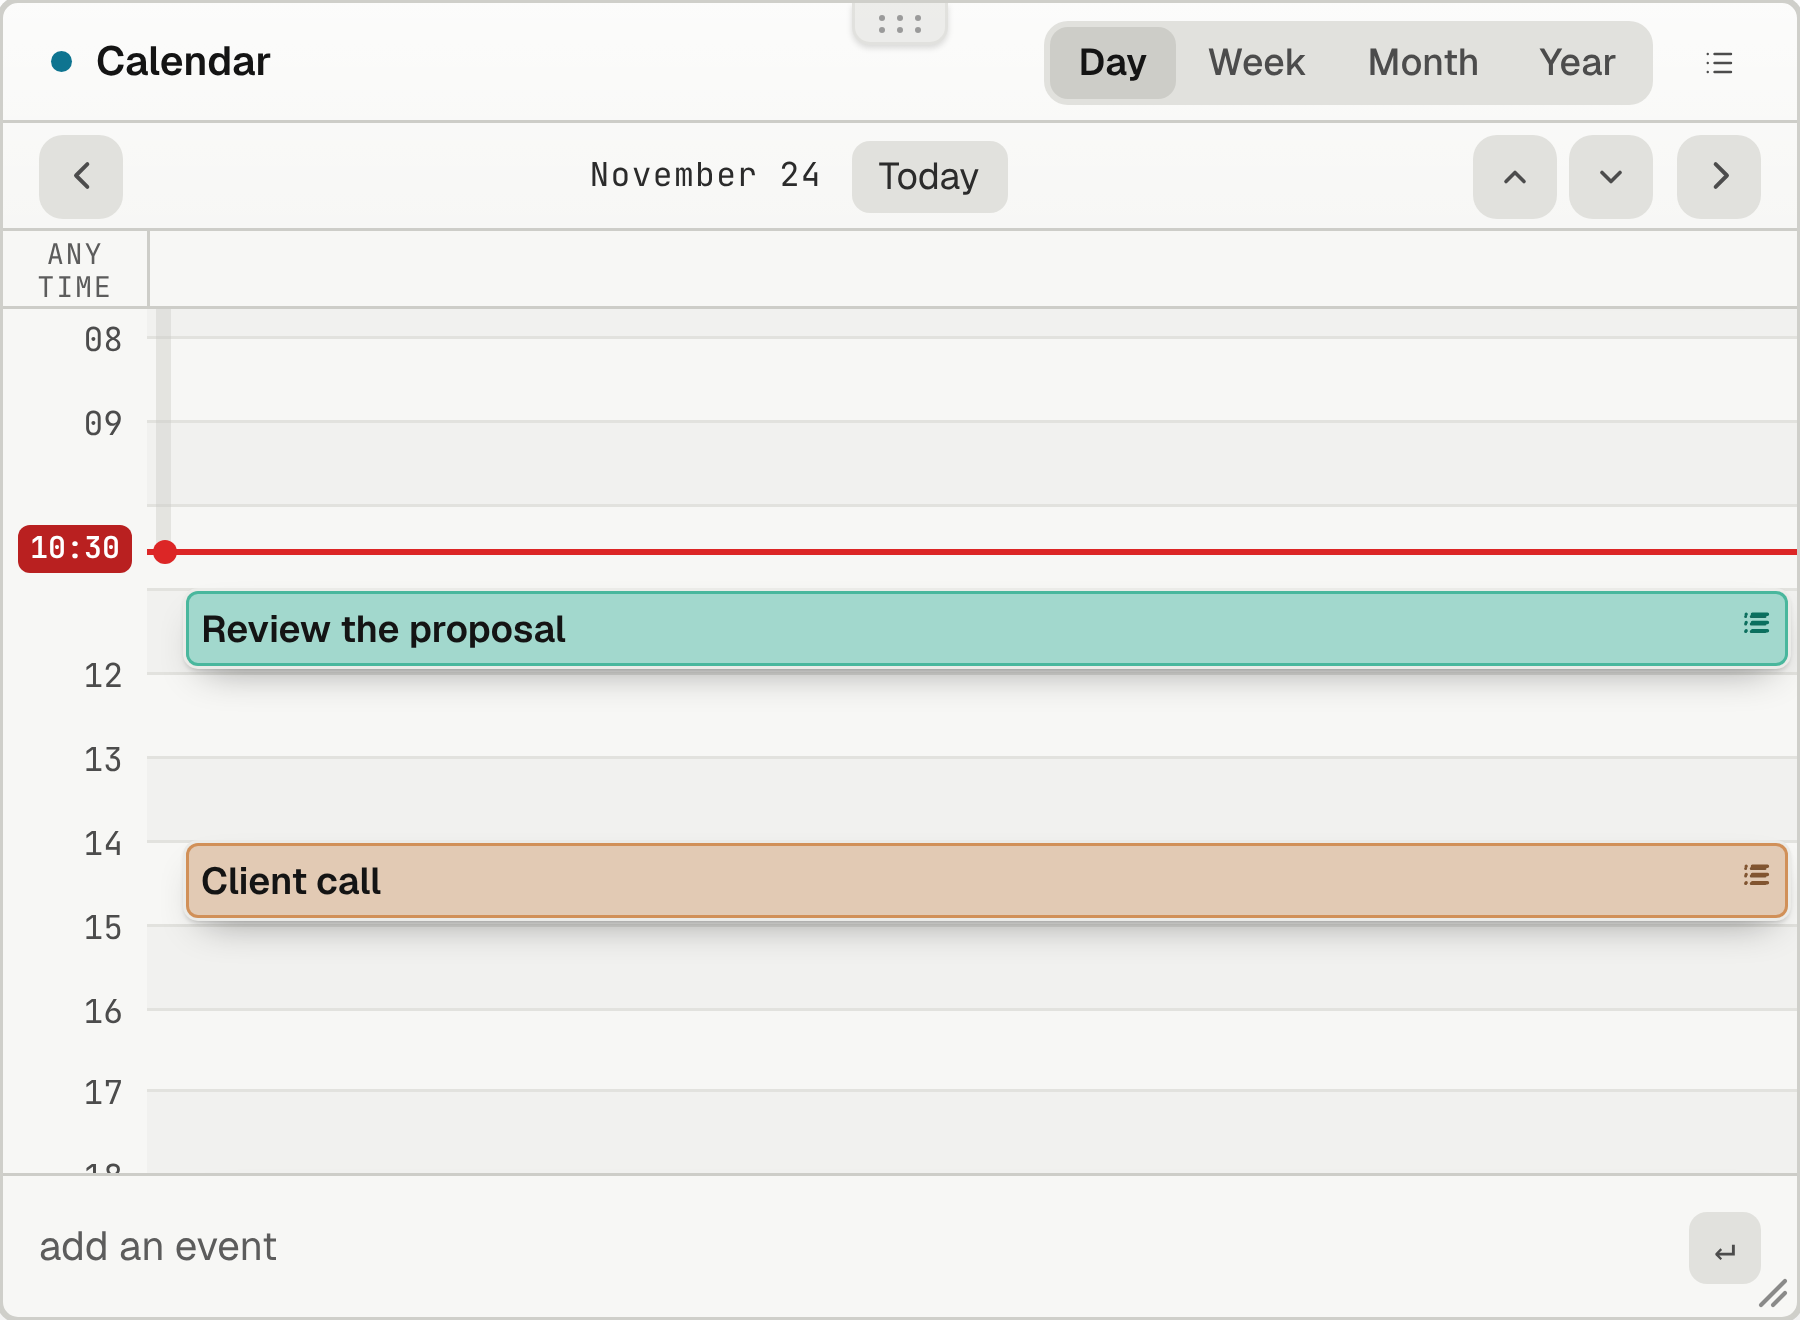 Calendar
Day Week Month Year
November 24 Today
ANY
TIME
08
09
10:30
Review the proposal
12
13
14
Client call
15
16
17
18
add an event